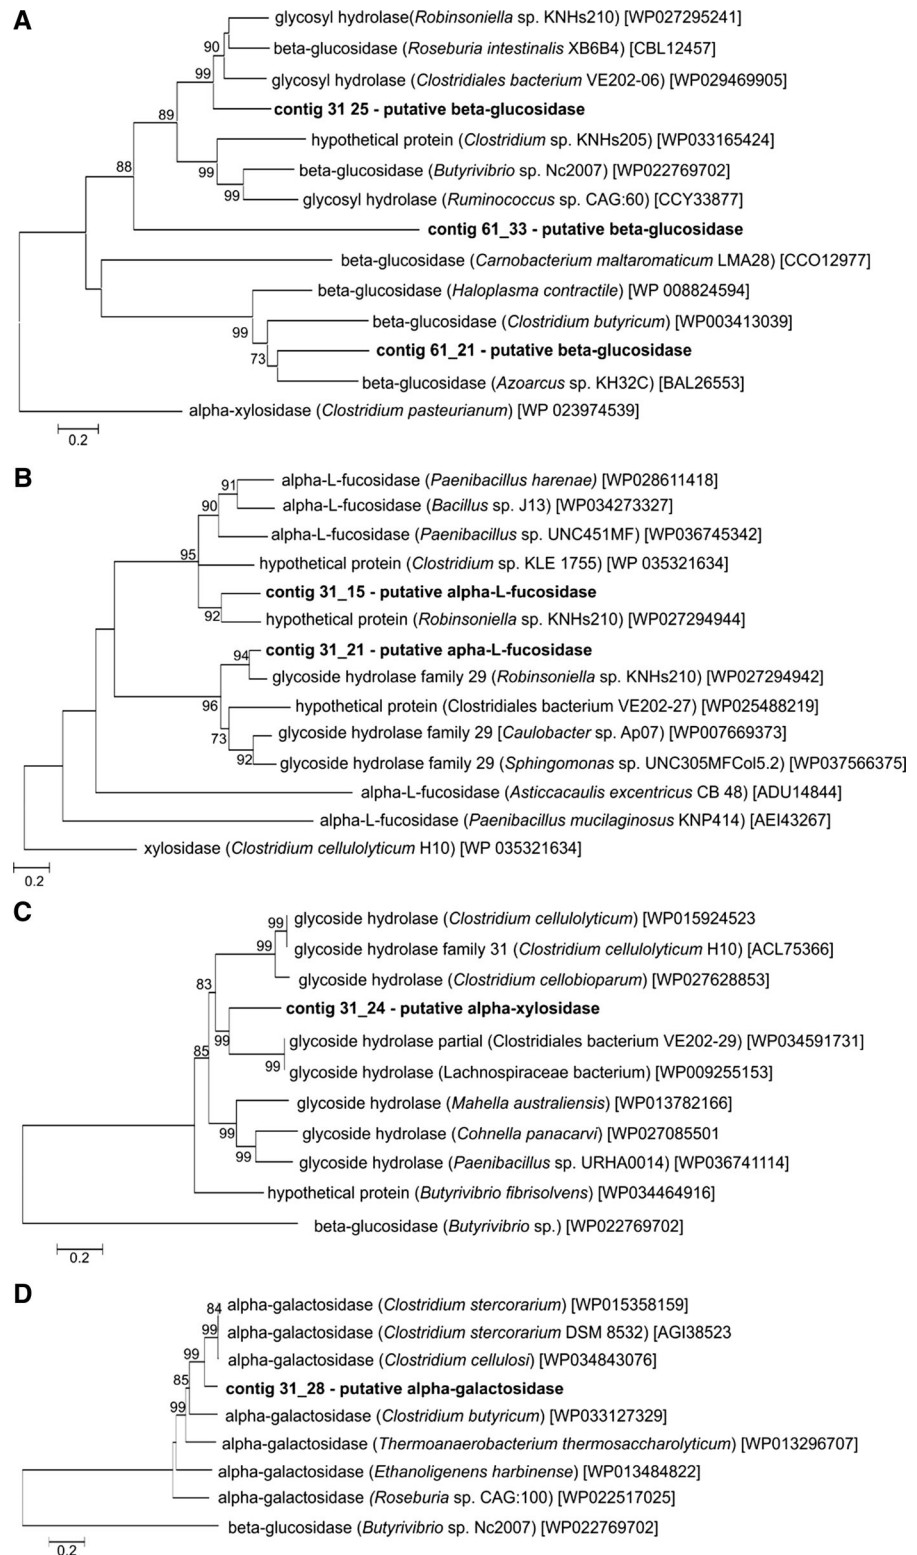 A
glycosyl hydrolase(Robinsoniella sp. KNHs210) [WP027295241]
90
beta-glucosidase (Roseburia intestinalis XB6B4) [CBL12457]
99
glycosyl hydrolase (Clostridiales bacterium VE202-06) [WP029469905]
contig 31 25 - putative beta-glucosidase
89
hypothetical protein (Clostridium sp. KNHs205) [WP033165424]
88
99
beta-glucosidase (Butyrivibrio sp. Nc2007) [WP022769702]
99
glycosyl hydrolase (Ruminococcus sp. CAG:60) [CCY33877]
contig 61_33 - putative beta-glucosidase
beta-glucosidase (Carnobacterium maltaromaticum LMA28) [CCO12977]
beta-glucosidase (Haloplasma contractile) [WP 008824594]
99
beta-glucosidase (Clostridium butyricum) [WP003413039]
73
contig 61_21 - putative beta-glucosidase
beta-glucosidase (Azoarcus sp. KH32C) [BAL26553]
alpha-xylosidase (Clostridium pasteurianum) [WP 023974539]
0.2
B
alpha-L-fucosidase (Paenibacillus harenae) [WP028611418]
91
90
alpha-L-fucosidase (Bacillus sp. J13) [WP034273327]
alpha-L-fucosidase (Paenibacillus sp. UNC451MF) [WP036745342]
95
hypothetical protein (Clostridium sp. KLE 1755) [WP 035321634]
contig 31_15 - putative alpha-L-fucosidase
92
hypothetical protein (Robinsoniella sp. KNHs210) [WP027294944]
contig 31_21 - putative apha-L-fucosidase
94
glycoside hydrolase family 29 (Robinsoniella sp. KNHs210) [WP027294942]
96
hypothetical protein (Clostridiales bacterium VE202-27) [WP025488219]
73
glycoside hydrolase family 29 [Caulobacter sp. Ap07) [WP007669373]
92
glycoside hydrolase family 29 (Sphingomonas sp. UNC305MFCol5.2) [WP037566375]
alpha-L-fucosidase (Asticcacaulis excentricus CB 48) [ADU14844]
alpha-L-fucosidase (Paenibacillus mucilaginosus KNP414) [AEI43267]
xylosidase (Clostridium cellulolyticum H10) [WP 035321634]
0.2
C
99
glycoside hydrolase (Clostridium cellulolyticum) [WP015924523
99
glycoside hydrolase family 31 (Clostridium cellulolyticum H10) [ACL75366]
83
glycoside hydrolase (Clostridium cellobioparum) [WP027628853]
contig 31_24 - putative alpha-xylosidase
99
glycoside hydrolase partial (Clostridiales bacterium VE202-29) [WP034591731]
85
99
glycoside hydrolase (Lachnospiraceae bacterium) [WP009255153]
glycoside hydrolase (Mahella australiensis) [WP013782166]
99
glycoside hydrolase (Cohnella panacarvi) [WP027085501
99
glycoside hydrolase (Paenibacillus sp. URHA0014) [WP036741114]
hypothetical protein (Butyrivibrio fibrisolvens) [WP034464916]
beta-glucosidase (Butyrivibrio sp.) [WP022769702]
0.2
D
84
alpha-galactosidase (Clostridium stercorarium) [WP015358159]
99
alpha-galactosidase (Clostridium stercorarium DSM 8532) [AGI38523
99
alpha-galactosidase (Clostridium cellulosi) [WP034843076]
85
contig 31_28 - putative alpha-galactosidase
99
alpha-galactosidase (Clostridium butyricum) [WP033127329]
alpha-galactosidase (Thermoanaerobacterium thermosaccharolyticum) [WP013296707]
alpha-galactosidase (Ethanoligenens harbinense) [WP013484822]
alpha-galactosidase (Roseburia sp. CAG:100) [WP022517025]
beta-glucosidase (Butyrivibrio sp. Nc2007) [WP022769702]
0.2